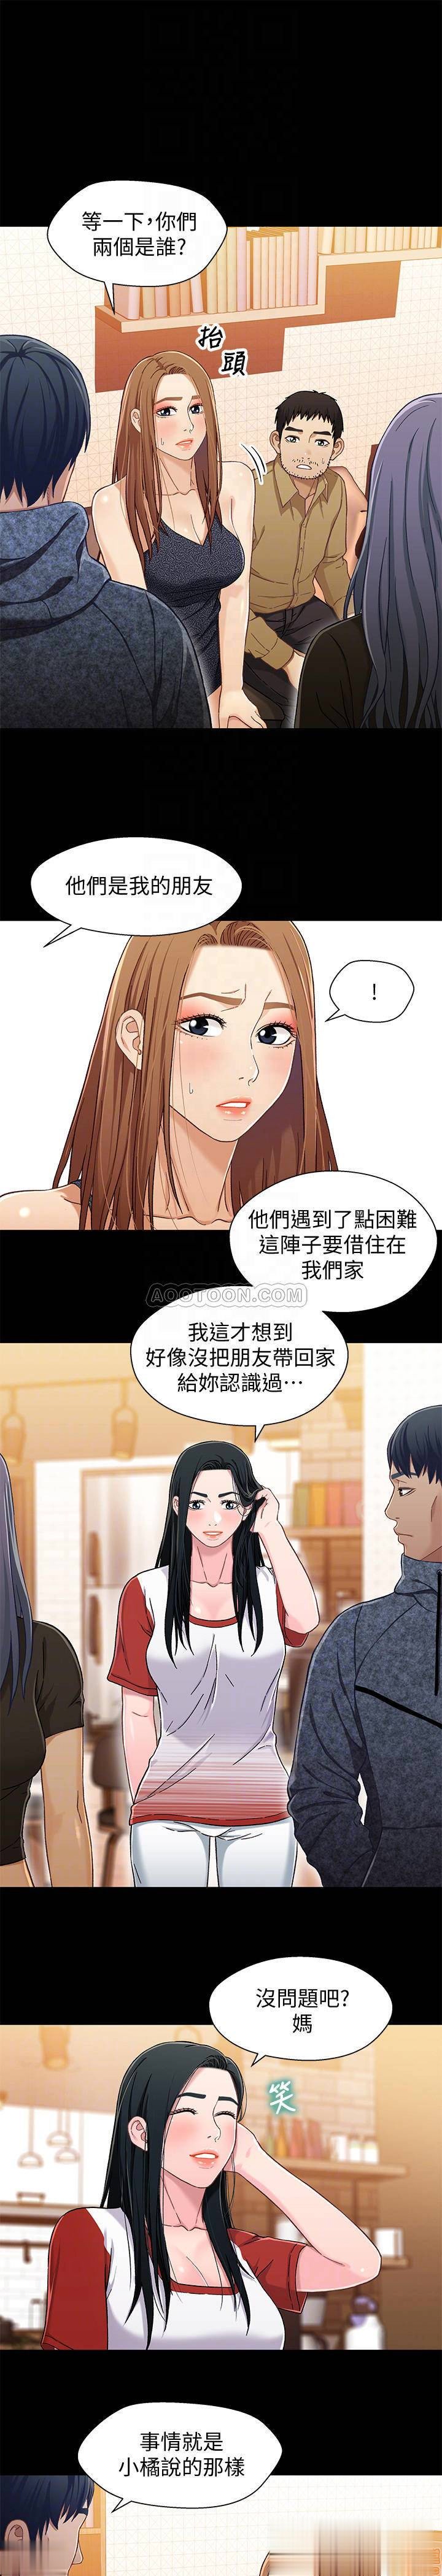 等一下,你們
兩個是誰?
抬
頭
他們是我的朋友
!
他們遇到了點困難
這陣子要借住在
我們家
AQOTOON.COM
我這才想到
好像沒把朋友帶回家
給妳認識過…
沒問題吧?
媽
笑
事情就是
小橘說的那樣